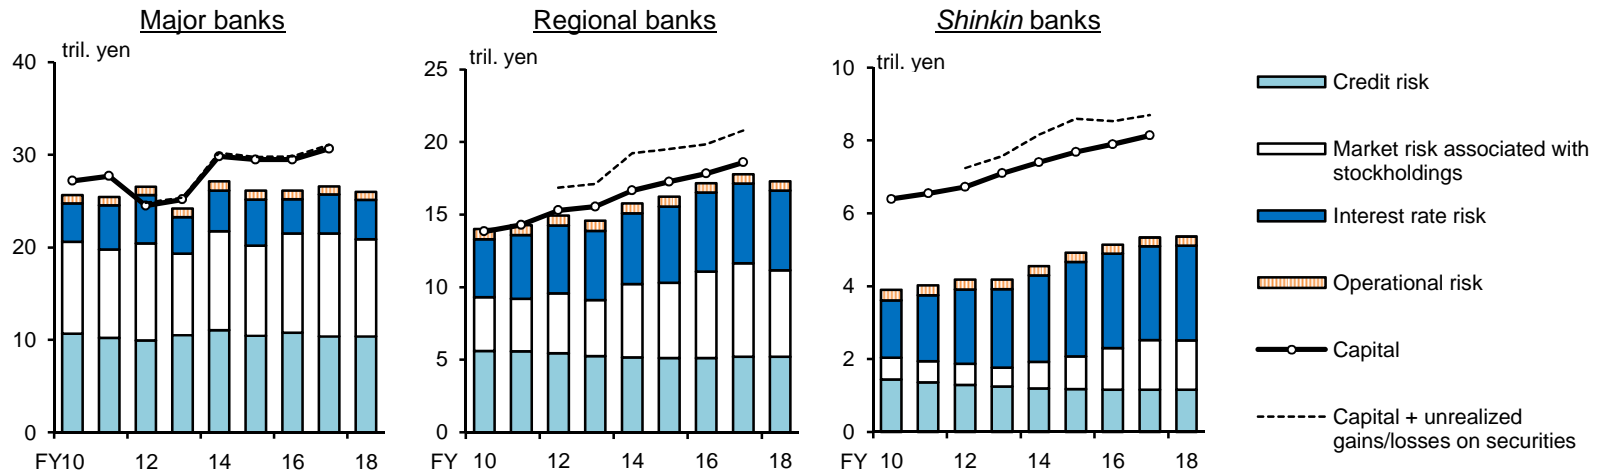 Major banks
tril. yen
40
30
20
10
0
FY10 12 14 16 18
Regional banks
tril. yen
25
20
15
10
5
0
FY 10 12 14 16 18
Shinkin banks
tril. yen
10
8
6
4
2
0
FY 10 12 14 16 18
Credit risk
Market risk associated with
stockholdings
Interest rate risk
Operational risk
Capital
Capital + unrealized
gains/losses on securities